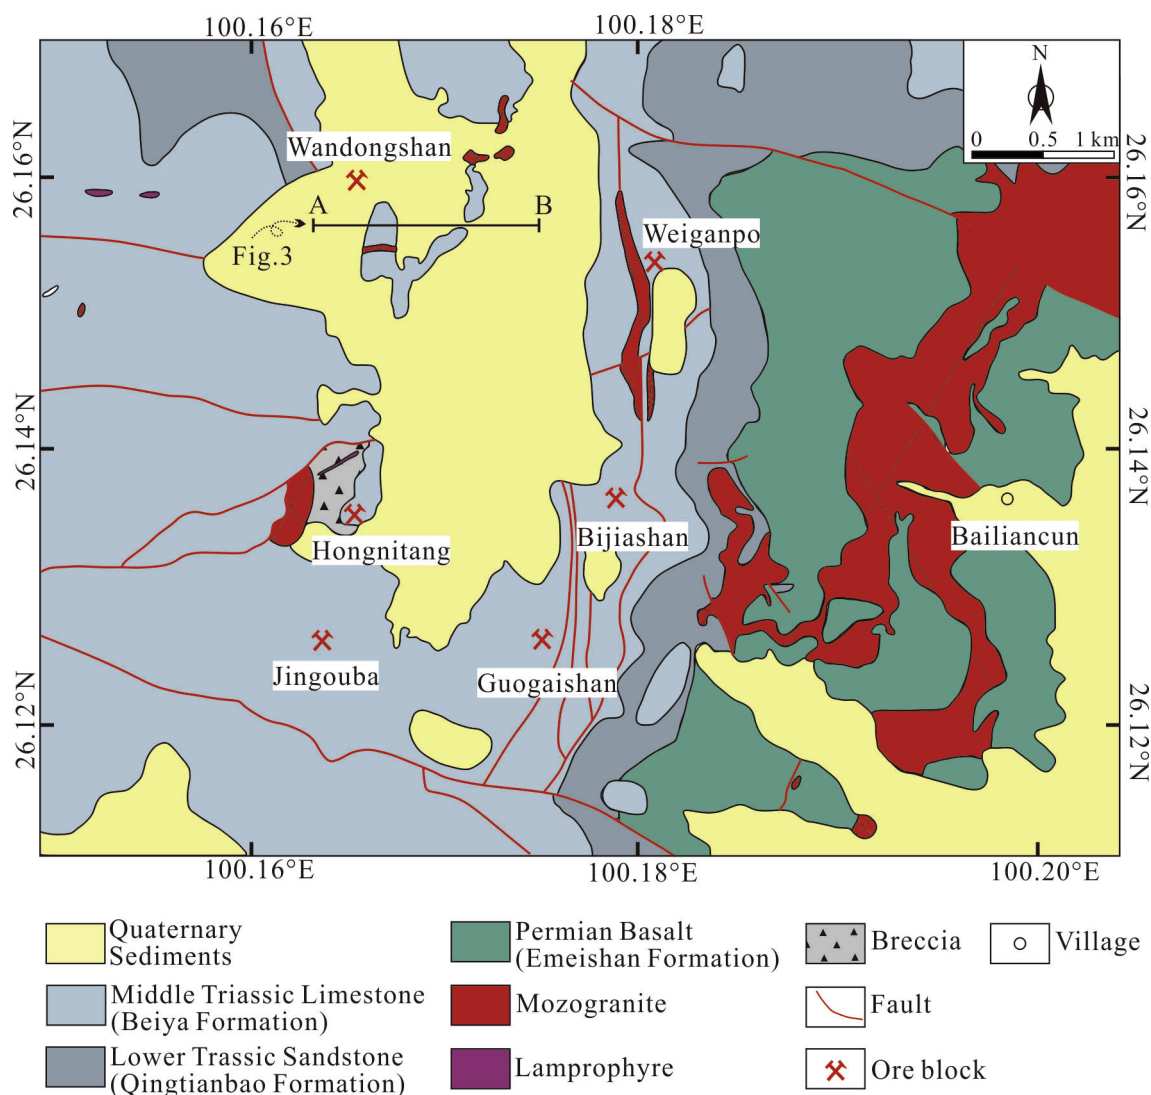 100.16°E
100.18°E
N
0 0.5 1 km
26.16°N
26.16°N
Wandongshan
A
B
Fig.3
Weiganpo
26.14°N
26.14°N
Hongnitang
Bijiashan
Bailiancun
Jingouba
Guogaishan
26.12°N
26.12°N
100.16°E
100.18°E
100.20°E
Quaternary
Sediments
Permian Basalt
(Emeishan Formation)
Breccia
Village
Middle Triassic Limestone
(Beiya Formation)
Mozogranite
Fault
Lower Trassic Sandstone
(Qingtianbao Formation)
Lamprophyre
Ore block